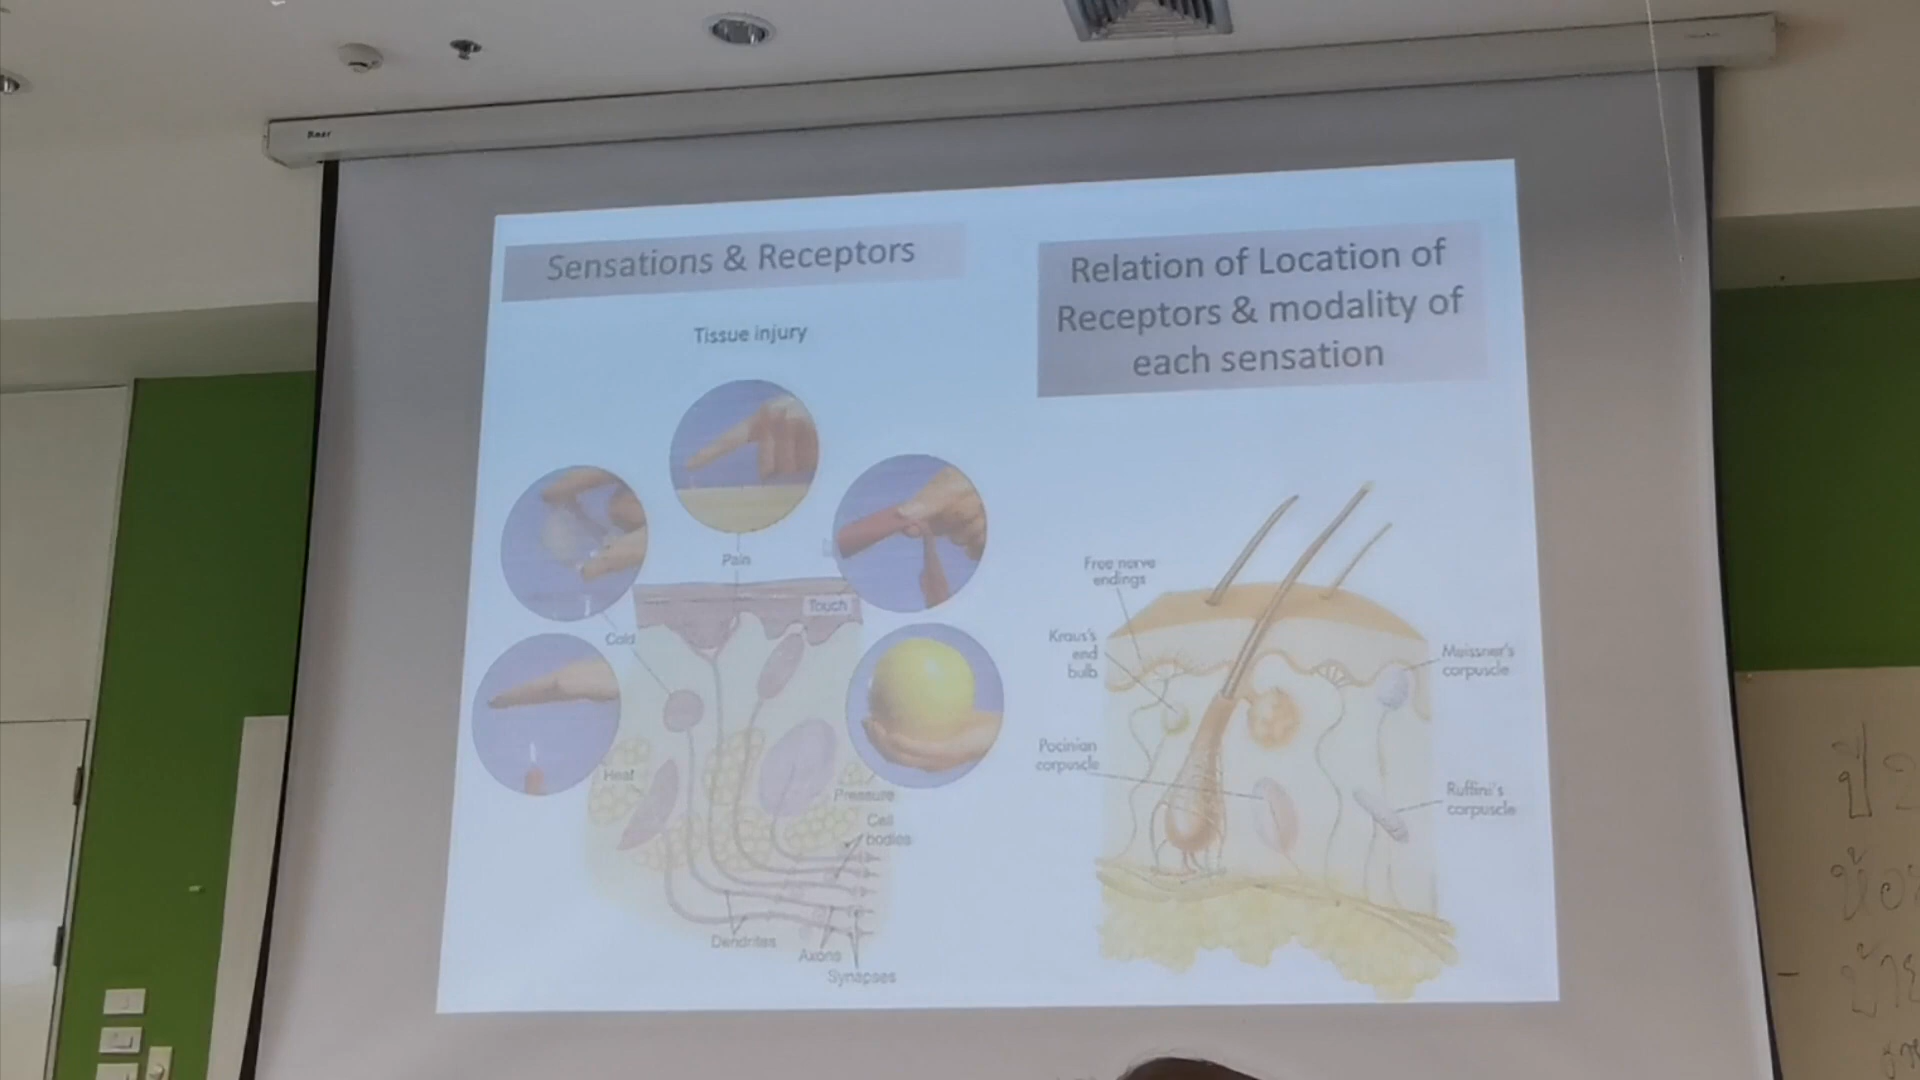 Sensations & Receptors
Tissue injury
Pain
Touch
Cold
Heat
Pressure
Cell
bodies
Dendrites
Axons
Synapses
Relation of Location of
Receptors & modality of
each sensation
Free nerve
endings
Kraus's
end
bulb
Pacinian
corpuscle
Meissner's
corpuscle
Ruffini's
corpuscle